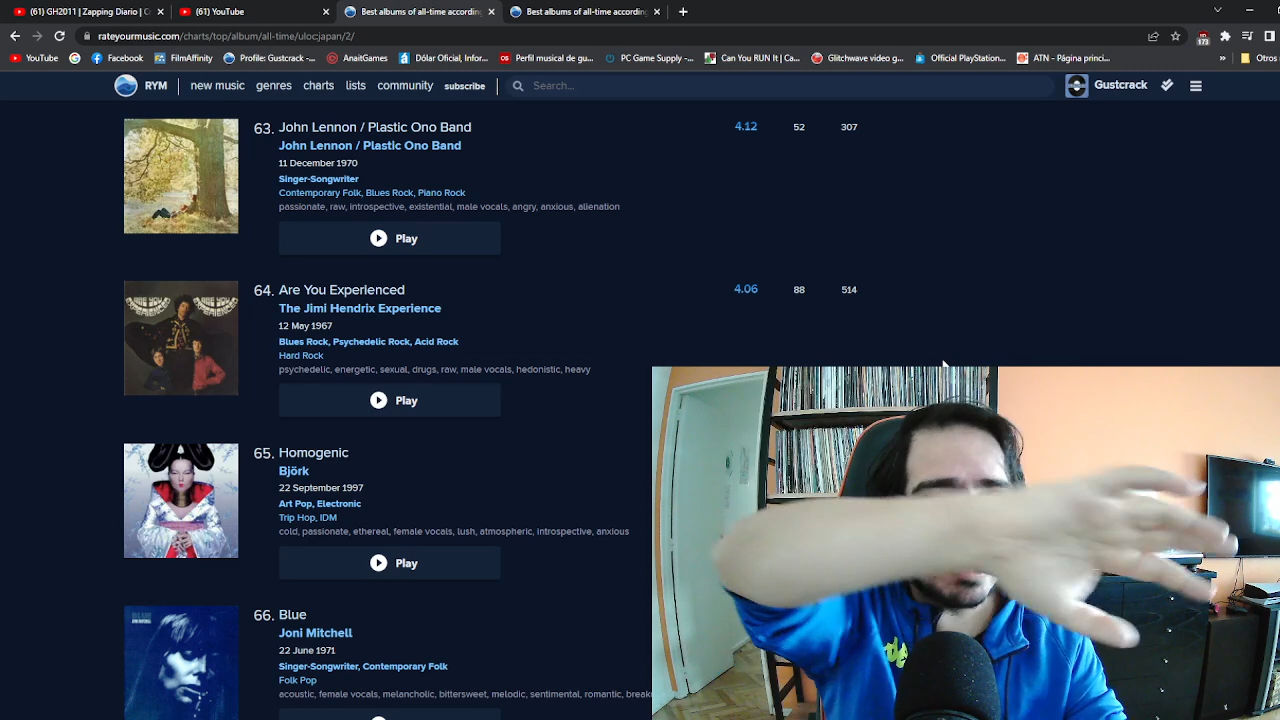 (61) GH2011 | Zapping Diario | C
(61) YouTube
Best albums of all-time according
Best albums of all-time according
rateyourmusic.com/charts/top/album/all-time/ulocjapan/2/
173
YouTube
Facebook
FilmAffinity
Profile: Gustcrack -...
AnaitGames
Dólar Oficial, Infor...
Perfil musical de gu...
PC Game Supply -...
Can You RUN It | Ca...
Glitchwave video g...
Official PlayStation...
ATN - Página princi...
»
Otros
RYM
new music
genres
charts
lists
community
subscribe
Search...
Gustcrack
63. John Lennon / Plastic Ono Band
4.12 52 307
John Lennon / Plastic Ono Band
11 December 1970
Singer-Songwriter
Contemporary Folk, Blues Rock, Piano Rock
passionate, raw, introspective, existential, male vocals, angry, anxious, alienation
Play
64. Are You Experienced
4.06 88 514
The Jimi Hendrix Experience
12 May 1967
Blues Rock, Psychedelic Rock, Acid Rock
Hard Rock
psychedelic, energetic, sexual, drugs, raw, male vocals, hedonistic, heavy
Play
65. Homogenic
Björk
22 September 1997
Art Pop, Electronic
Trip Hop, IDM
cold, passionate, ethereal, female vocals, lush, atmospheric, introspective, anxious
Play
66. Blue
Joni Mitchell
22 June 1971
Singer-Songwriter, Contemporary Folk
Folk Pop
acoustic, female vocals, melancholic, bittersweet, melodic, sentimental, romantic, break